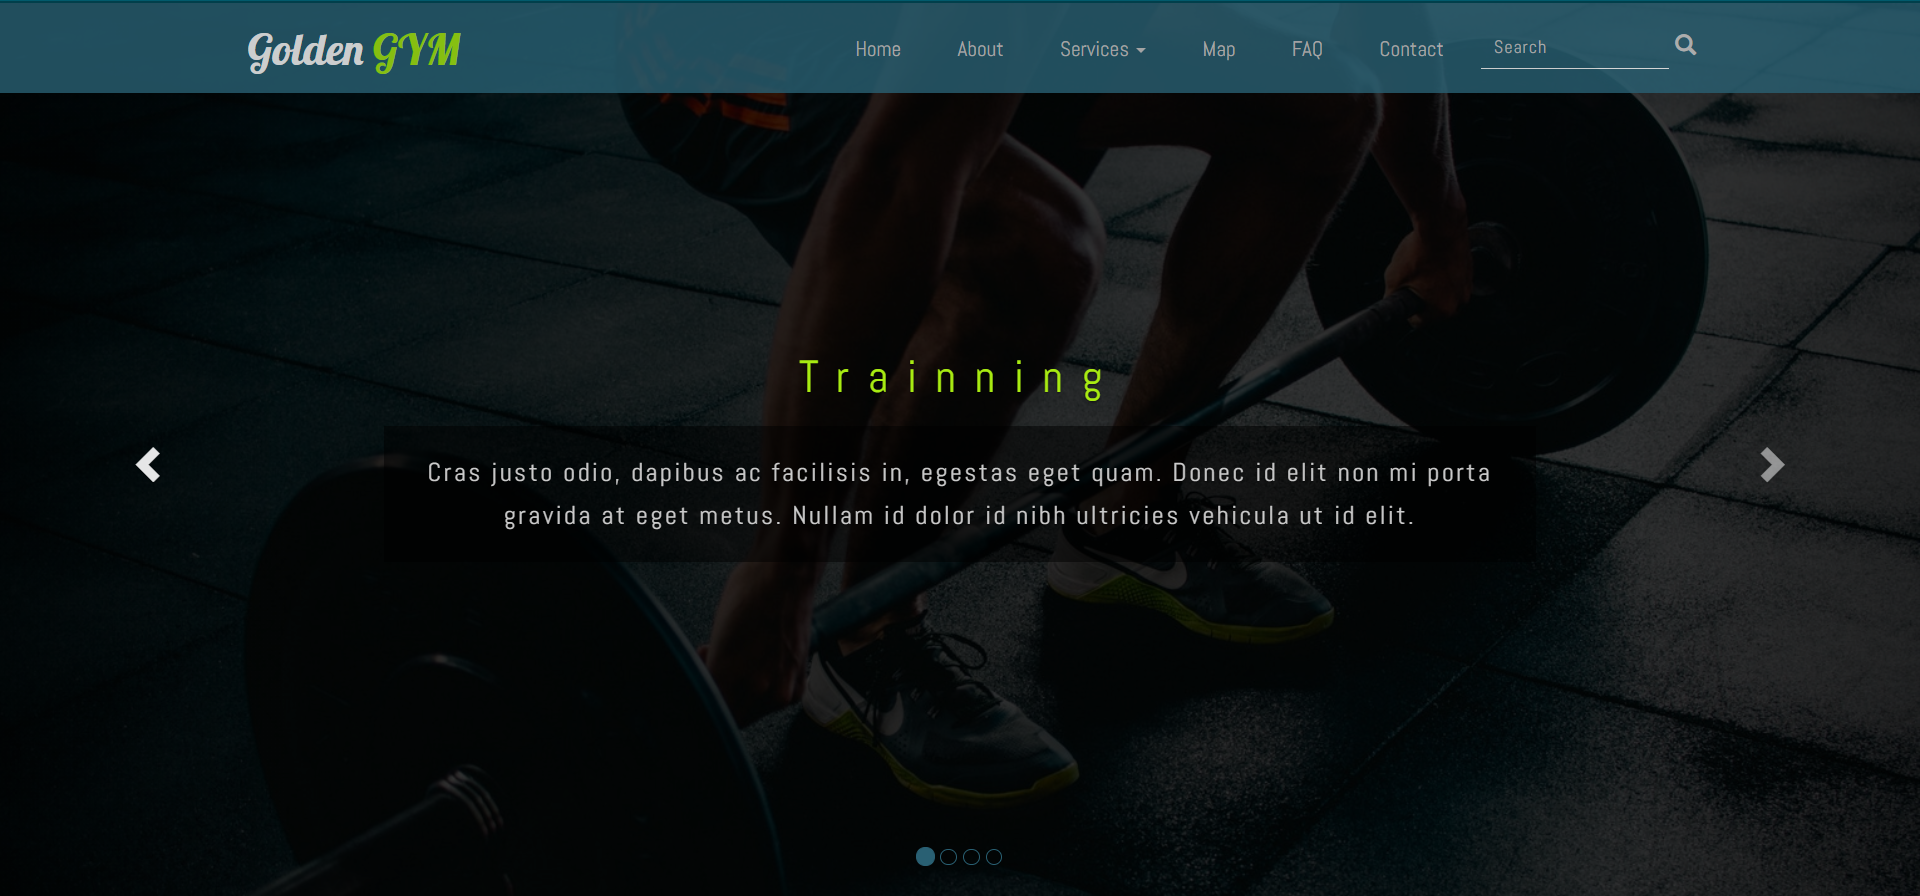 Golden GYM
Home About Services Map FAQ Contact Search
Trainning
Cras justo odio, dapibus ac facilisis in, egestas eget quam. Donec id elit non mi porta
gravida at eget metus. Nullam id dolor id nibh ultricies vehicula ut id elit.